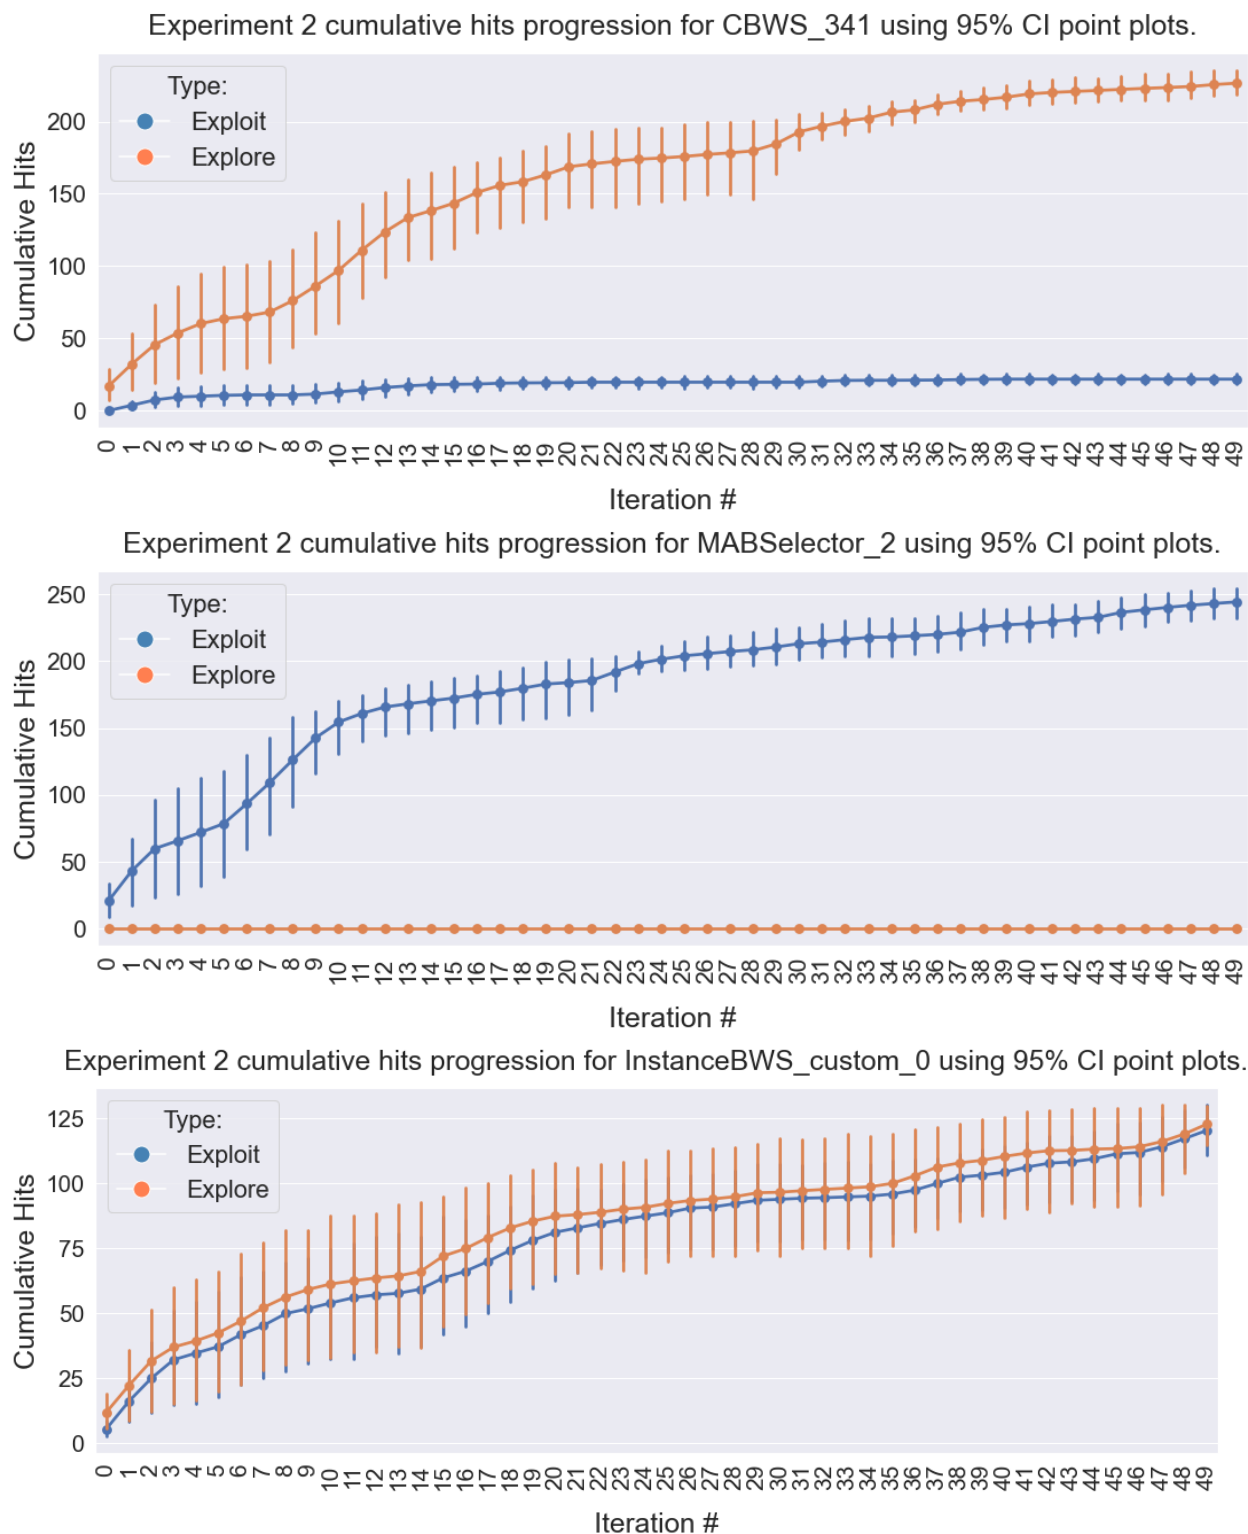 Experiment 2 cumulative hits progression for CBWS_341 using 95% CI point plots.
Type:
Exploit
Explore
Cumulative Hits
200
150
100
50
0
0 1 2 3 4 5 6 7 8 9 10 11 12 13 14 15 16 17 18 19 20 21 22 23 24 25 26 27 28 29 30 31 32 33 34 35 36 37 38 39 40 41 42 43 44 45 46 47 48 49
Iteration #
Experiment 2 cumulative hits progression for MABSelector_2 using 95% CI point plots.
Type:
Exploit
Explore
Cumulative Hits
250
200
150
100
50
0
0 1 2 3 4 5 6 7 8 9 10 11 12 13 14 15 16 17 18 19 20 21 22 23 24 25 26 27 28 29 30 31 32 33 34 35 36 37 38 39 40 41 42 43 44 45 46 47 48 49
Iteration #
Experiment 2 cumulative hits progression for InstanceBWS_custom_0 using 95% CI point plots.
Type:
Exploit
Explore
Cumulative Hits
125
100
75
50
25
0
0 1 2 3 4 5 6 7 8 9 10 11 12 13 14 15 16 17 18 19 20 21 22 23 24 25 26 27 28 29 30 31 32 33 34 35 36 37 38 39 40 41 42 43 44 45 46 47 48 49
Iteration #